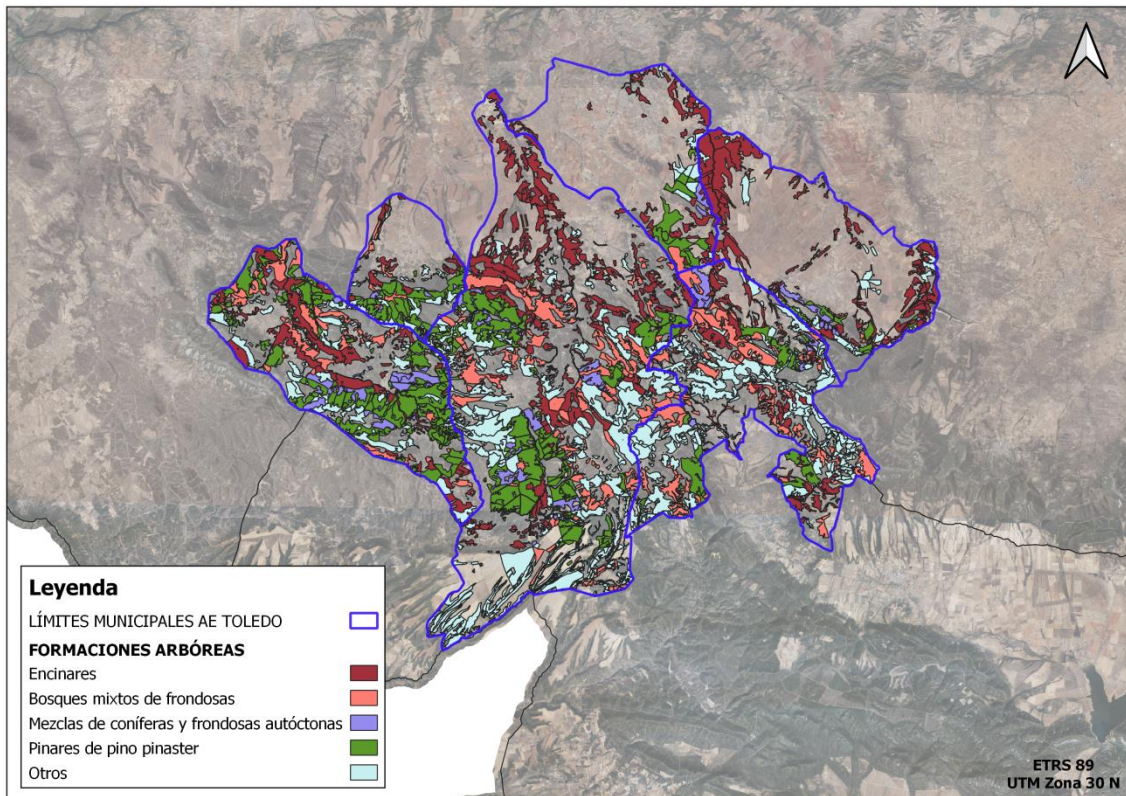 Leyenda
LÍMITES MUNICIPALES AE TOLEDO
FORMACIONES ARBÓREAS
Encinares
Bosques mixtos de frondosas
Mezclas de coníferas y frondosas autóctonas
Pinares de pino pinaster
Otros
ETRS 89
UTM Zona 30 N